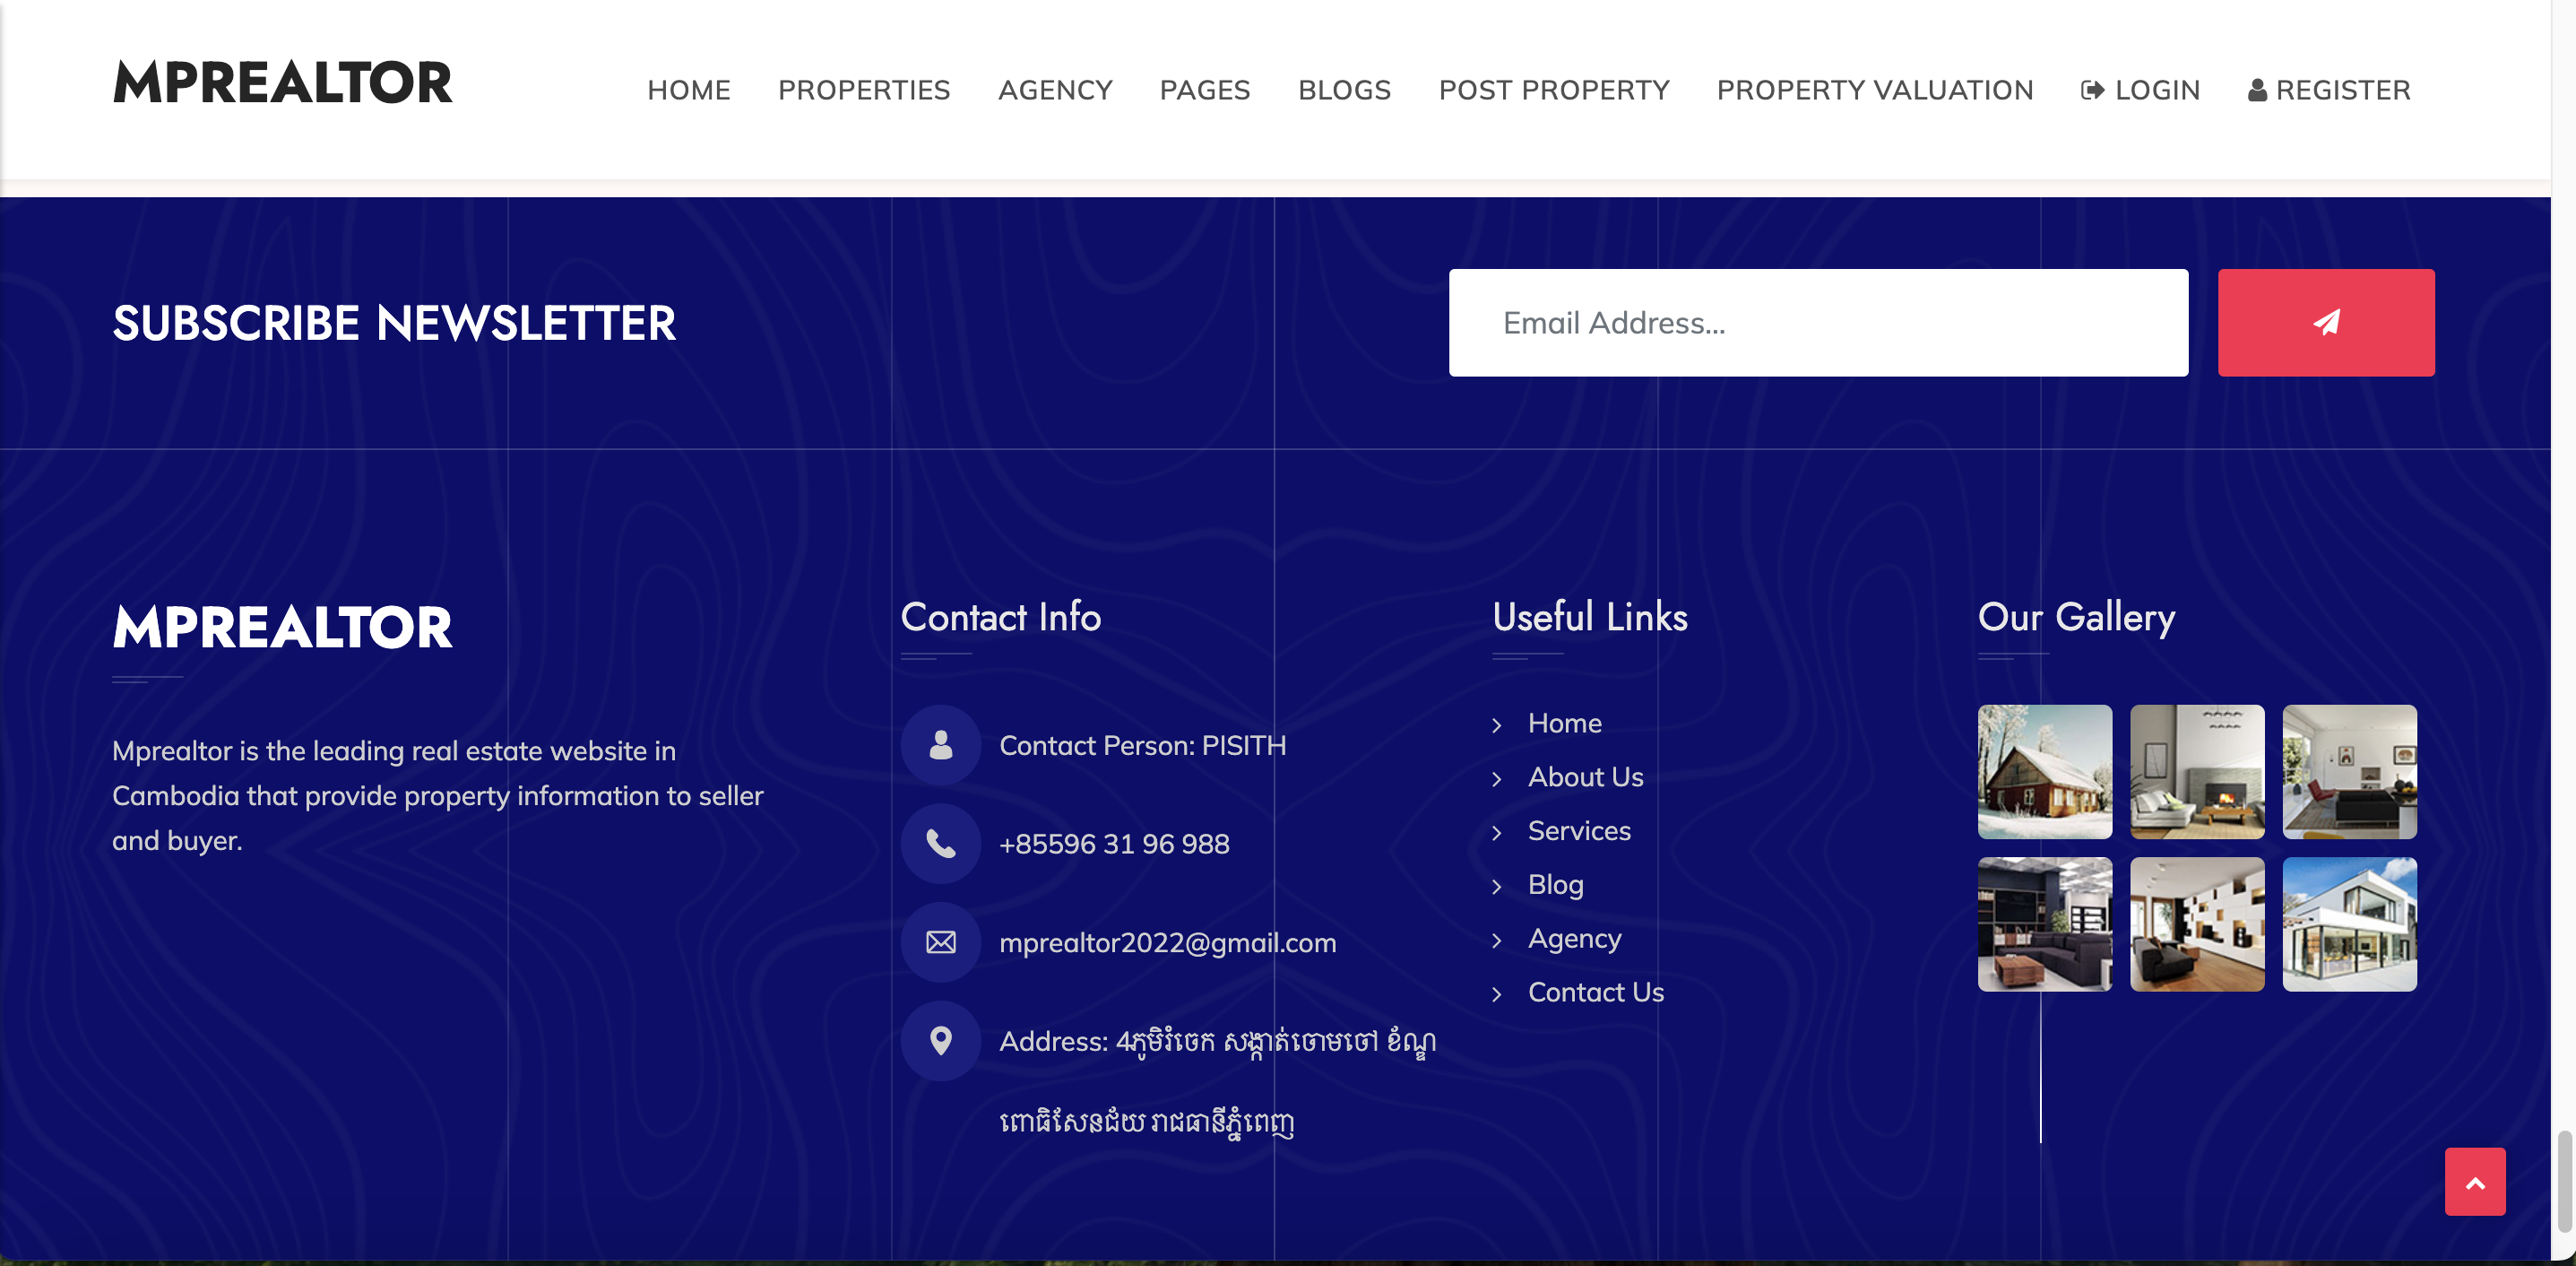 MPREALTOR
HOME PROPERTIES AGENCY PAGES BLOGS POST PROPERTY PROPERTY VALUATION LOGIN REGISTER
SUBSCRIBE NEWSLETTER
Email Address...
MPREALTOR
Mprealtor is the leading real estate website in
Cambodia that provide property information to seller
and buyer.
Contact Info
Contact Person: PISITH
+85596 31 96 988
mprealtor2022@gmail.com
Address: 4ភូមិរំចេក សង្កាត់ចោមចៅ ខ័ណ្ឌ
ពោធិសែនជ័យ រាជធានីភ្នំពេញ
Useful Links
Home
About Us
Services
Blog
Agency
Contact Us
Our Gallery